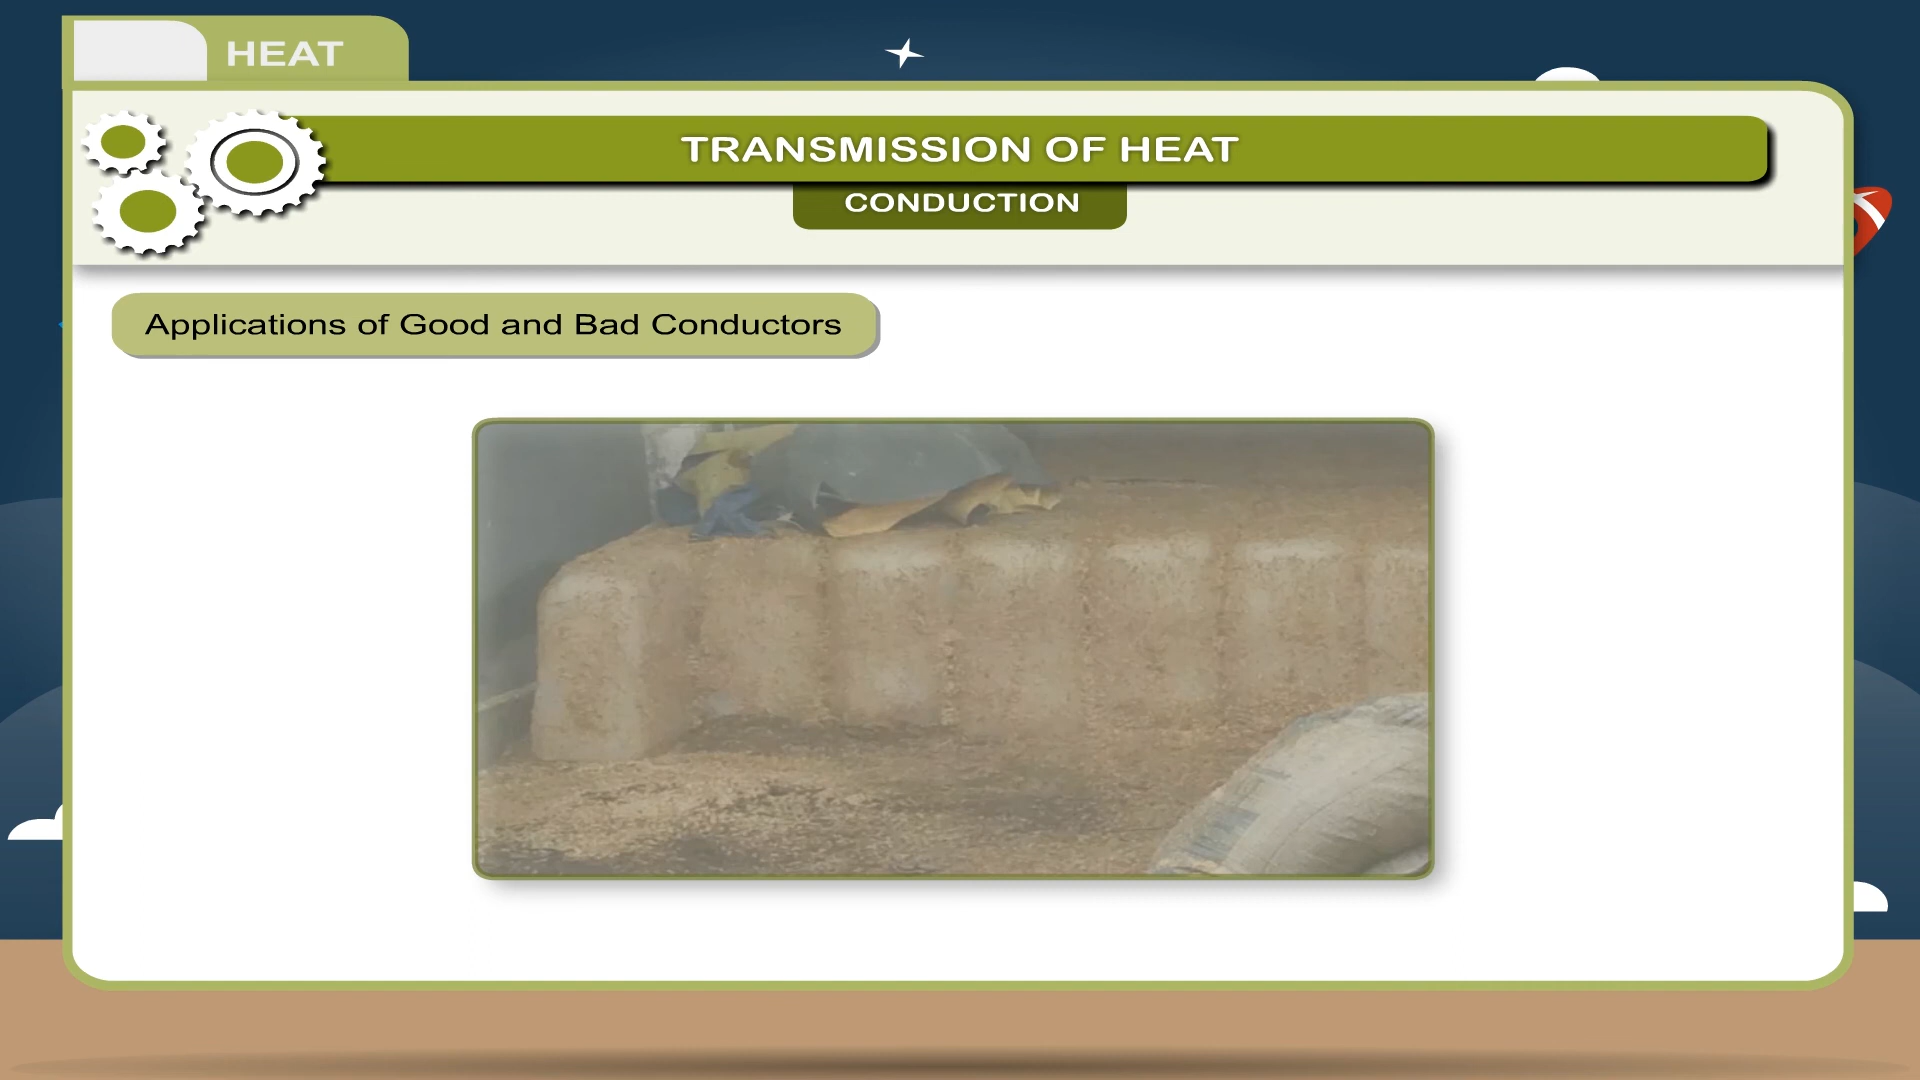 HEAT
TRANSMISSION OF HEAT
CONDUCTION
Applications of Good and Bad Conductors